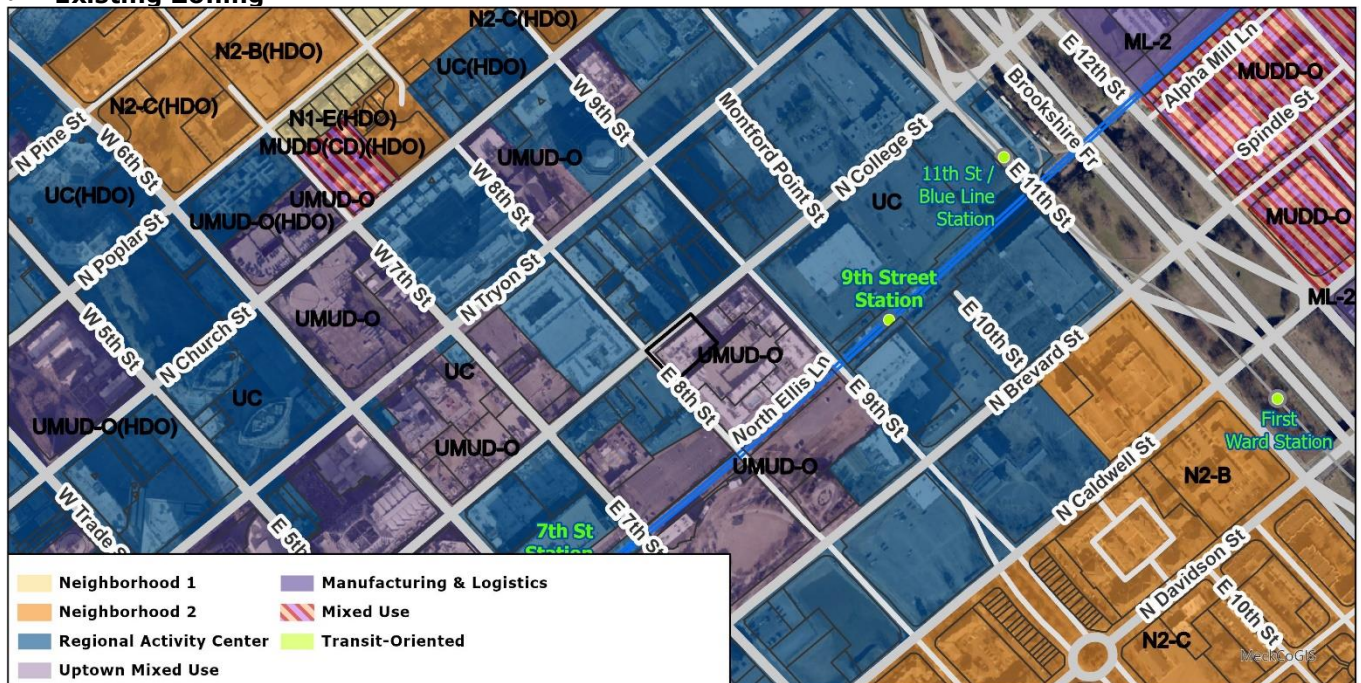 Existing Zoning
N2-C(HDO)
N2-B(HDO)
UC(HDO)
ML-2
E 12th St
Alpha Mill Ln
MUDD-O
N2-C(HDO)
W 9th St
Brookshire Fr
Spindle St
N Pine St
N1-E(HDO)
Montford Point St
W 6th St
MUDD(CD)(HDO)
UMUD-O
N College St
W 8th St
11th St /
Blue Line
Station
E 11th St
UC(HDO)
UMUD-O
UC
UMUD-O(HDO)
MUDD-O
N Poplar St
W 7th St
N Tryon St
9th Street
Station
ML-2
UMUD-O
W 5th St
N Church St
E 10th St
UMUD-O
N Brevard St
UC
E 8th St
UC
North Ellis Ln
E 9th St
First
Ward Station
UMUD-O(HDO)
UMUD-O
UMUD-O
N Caldwell St
N2-B
W Trade S
E 5th
E 7th St
7th St
Station
N Davidson St
E 10th St
N2-C
MeckCoGIS
Neighborhood 1
Neighborhood 2
Regional Activity Center
Uptown Mixed Use
Manufacturing & Logistics
Mixed Use
Transit-Oriented